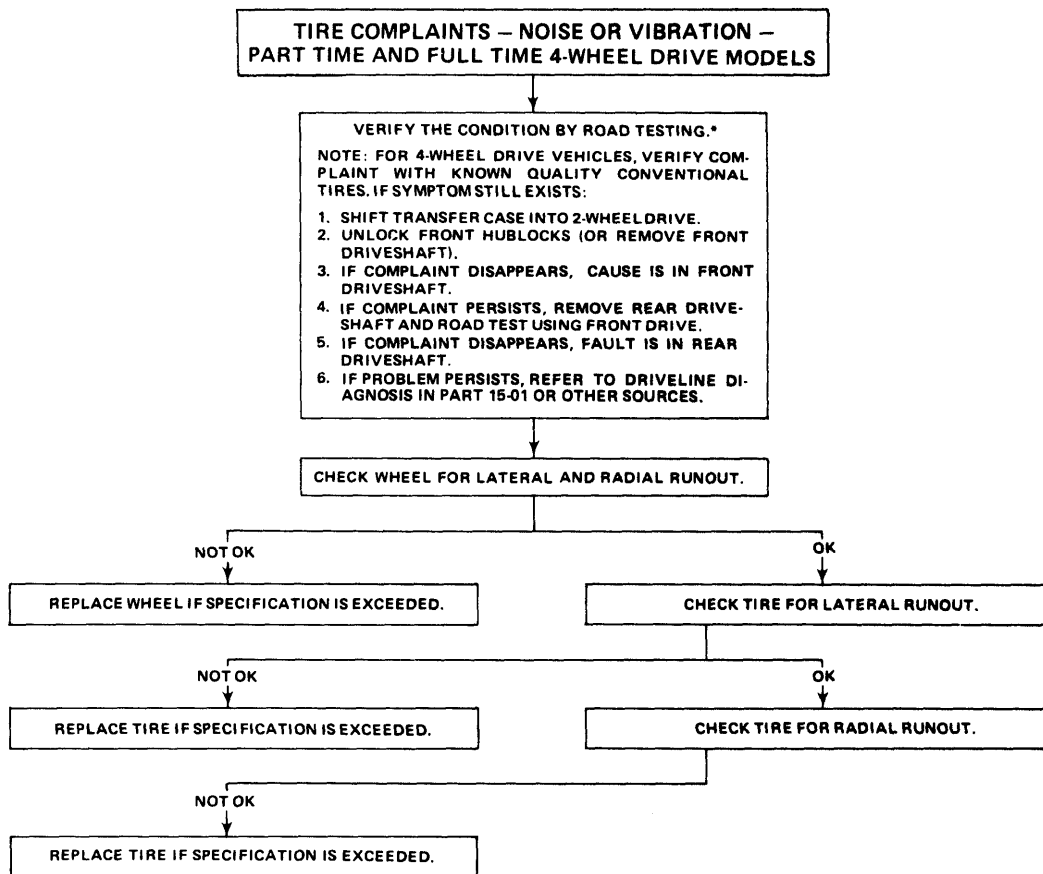 TIRE COMPLAINTS – NOISE OR VIBRATION –
PART TIME AND FULL TIME 4-WHEEL DRIVE MODELS
VERIFY THE CONDITION BY ROAD TESTING.*
NOTE: FOR 4-WHEEL DRIVE VEHICLES, VERIFY COM-
PLAINT WITH KNOWN QUALITY CONVENTIONAL
TIRES. IF SYMPTOM STILL EXISTS:
1. SHIFT TRANSFER CASE INTO 2-WHEEL DRIVE.
2. UNLOCK FRONT HUBLOCKS (OR REMOVE FRONT
DRIVESHAFT).
3. IF COMPLAINT DISAPPEARS, CAUSE IS IN FRONT
DRIVESHAFT.
4. IF COMPLAINT PERSISTS, REMOVE REAR DRIVE-
SHAFT AND ROAD TEST USING FRONT DRIVE.
5. IF COMPLAINT DISAPPEARS, FAULT IS IN REAR
DRIVESHAFT.
6. IF PROBLEM PERSISTS, REFER TO DRIVELINE DI-
AGNOSIS IN PART 15-01 OR OTHER SOURCES.
CHECK WHEEL FOR LATERAL AND RADIAL RUNOUT.
NOT OK
OK
REPLACE WHEEL IF SPECIFICATION IS EXCEEDED.
CHECK TIRE FOR LATERAL RUNOUT.
NOT OK
OK
REPLACE TIRE IF SPECIFICATION IS EXCEEDED.
CHECK TIRE FOR RADIAL RUNOUT.
NOT OK
REPLACE TIRE IF SPECIFICATION IS EXCEEDED.